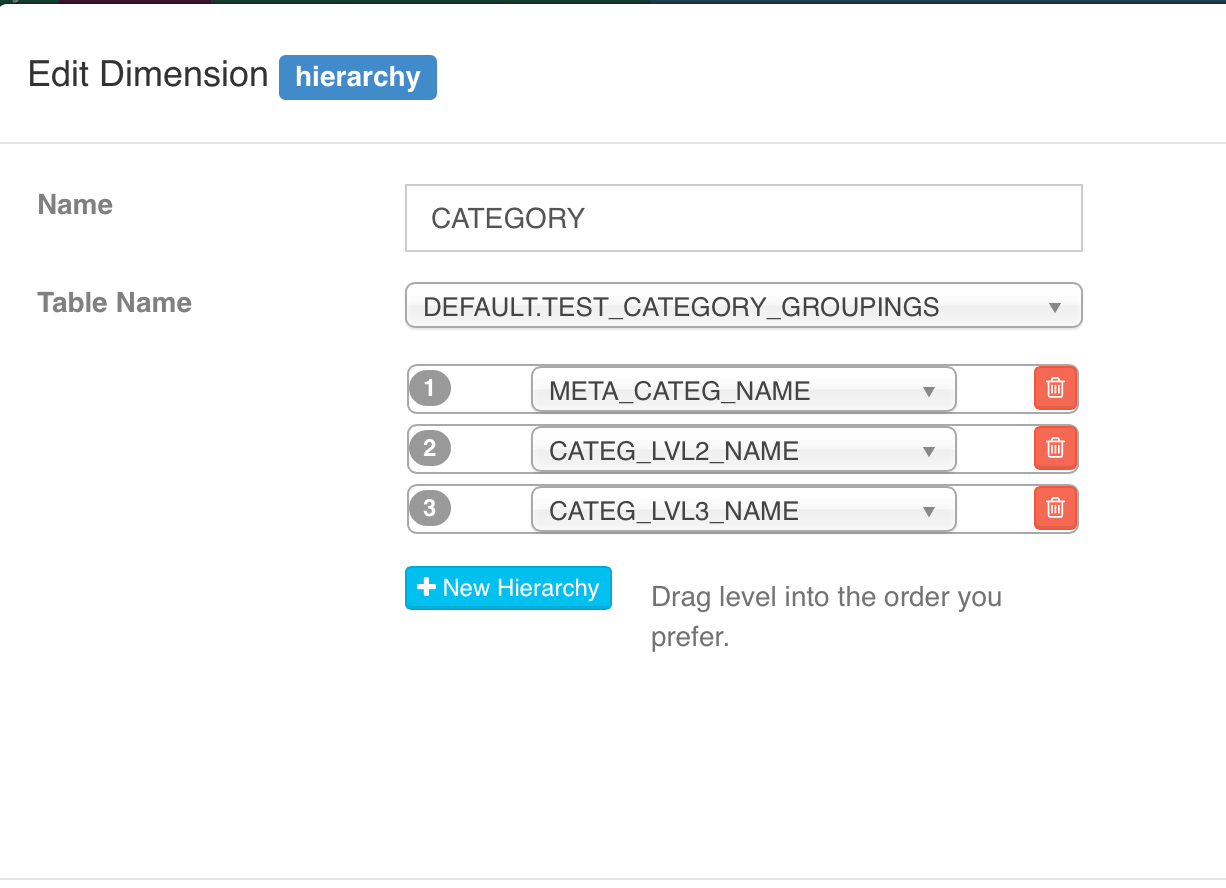 Edit Dimension hierarchy
Name CATEGORY
Table Name DEFAULT.TEST_CATEGORY_GROUPINGS
1 META_CATEG_NAME
2 CATEG_LVL2_NAME
3 CATEG_LVL3_NAME
New Hierarchy Drag level into the order you
prefer.